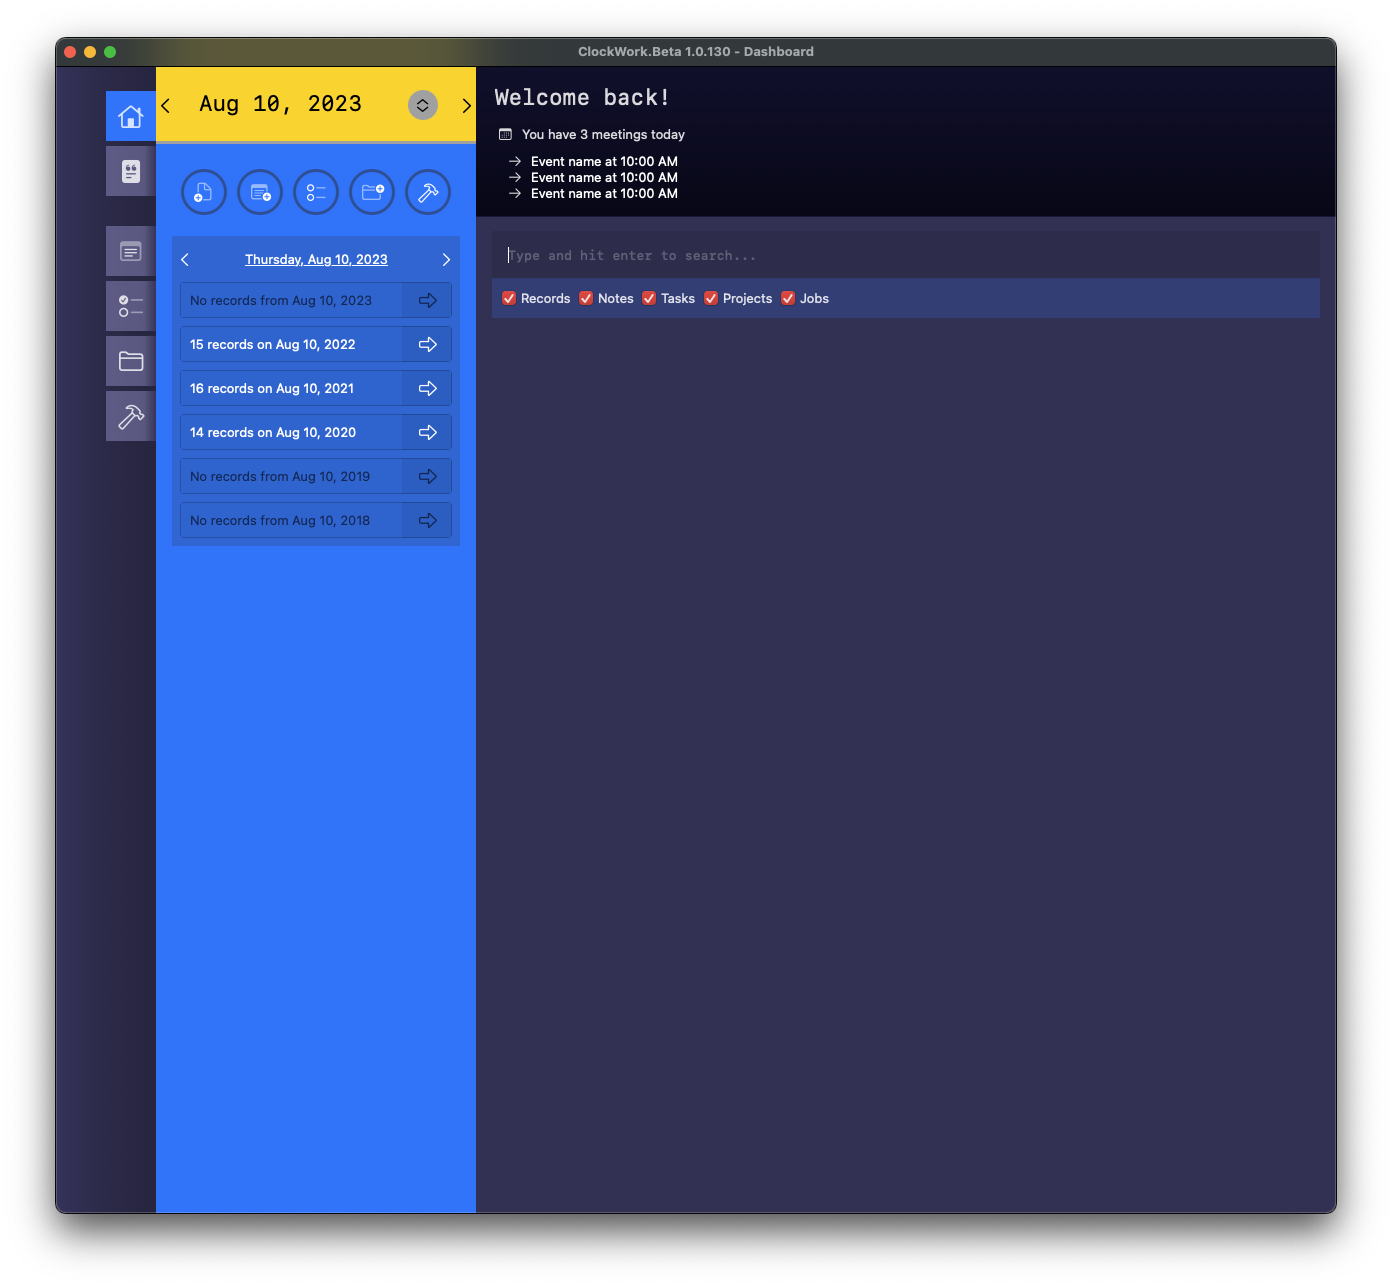 ClockWork.Beta 1.0.130 - Dashboard
Aug 10, 2023
Thursday, Aug 10, 2023
No records from Aug 10, 2023
15 records on Aug 10, 2022
16 records on Aug 10, 2021
14 records on Aug 10, 2020
No records from Aug 10, 2019
No records from Aug 10, 2018
Welcome back!
You have 3 meetings today
Event name at 10:00 AM
Event name at 10:00 AM
Event name at 10:00 AM
Type and hit enter to search...
Records Notes Tasks Projects Jobs